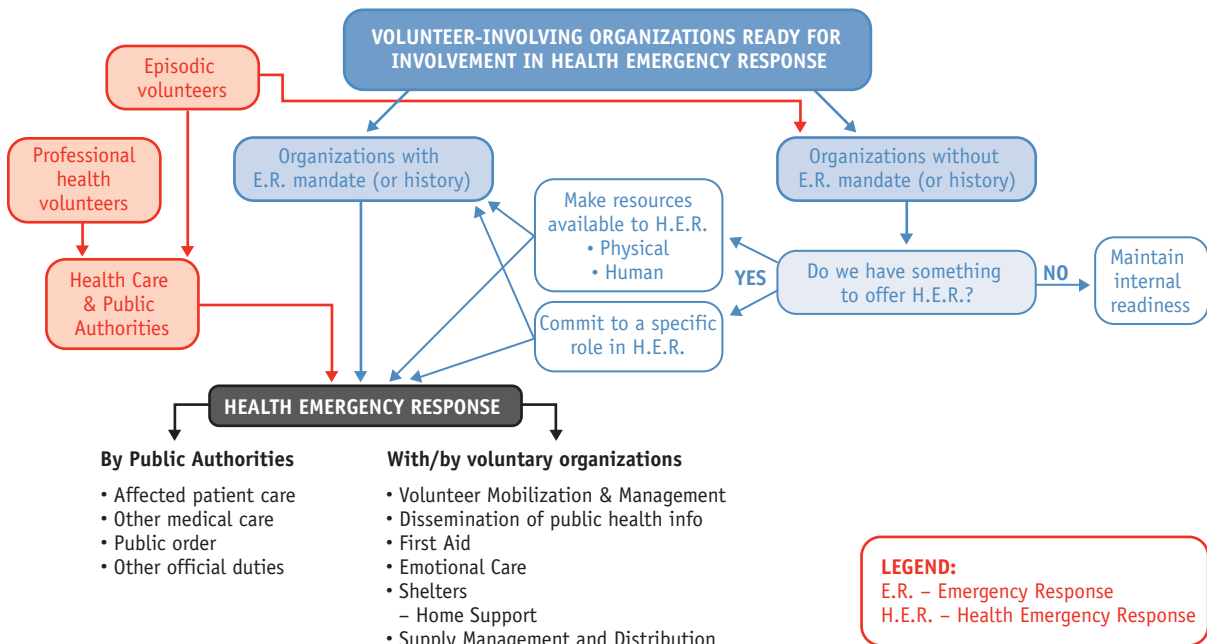 VOLUNTEER-INVOLVING ORGANIZATIONS READY FOR
INVOLVEMENT IN HEALTH EMERGENCY RESPONSE
Episodic
volunteers
Professional
health
volunteers
Organizations with
E.R. mandate (or history)
Organizations without
E.R. mandate (or history)
Make resources
available to H.E.R.
• Physical
• Human
Health Care
& Public
Authorities
YES
Do we have something
to offer H.E.R.?
NO
Maintain
internal
readiness
Commit to a specific
role in H.E.R.
HEALTH EMERGENCY RESPONSE
By Public Authorities
• Affected patient care
• Other medical care
• Public order
• Other official duties
With/by voluntary organizations
• Volunteer Mobilization & Management
• Dissemination of public health info
• First Aid
• Emotional Care
• Shelters
– Home Support
• Supply Management and Distribution
LEGEND:
E.R. – Emergency Response
H.E.R. – Health Emergency Response